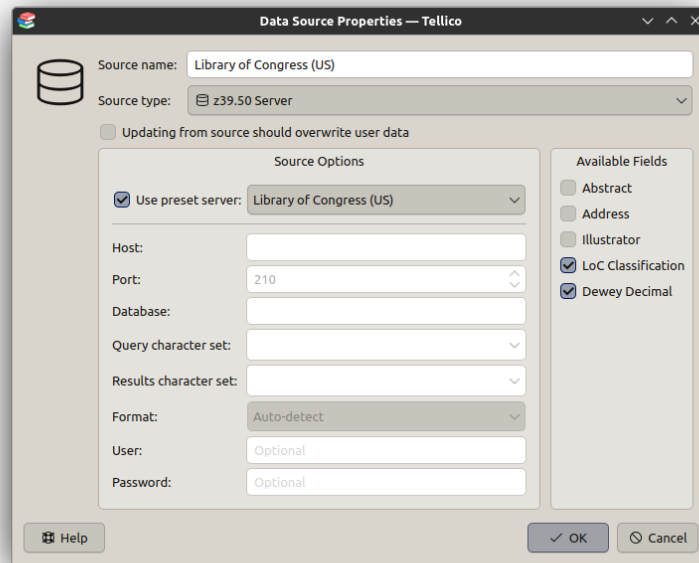 Data Source Properties — Tellico
Source name: Library of Congress (US)
Source type: z39.50 Server
Updating from source should overwrite user data
Source Options
Use preset server: Library of Congress (US)
Host:
Port: 210
Database:
Query character set:
Results character set:
Format: Auto-detect
User: Optional
Password: Optional
Available Fields
Abstract
Address
Illustrator
LoC Classification
Dewey Decimal
Help
OK
Cancel